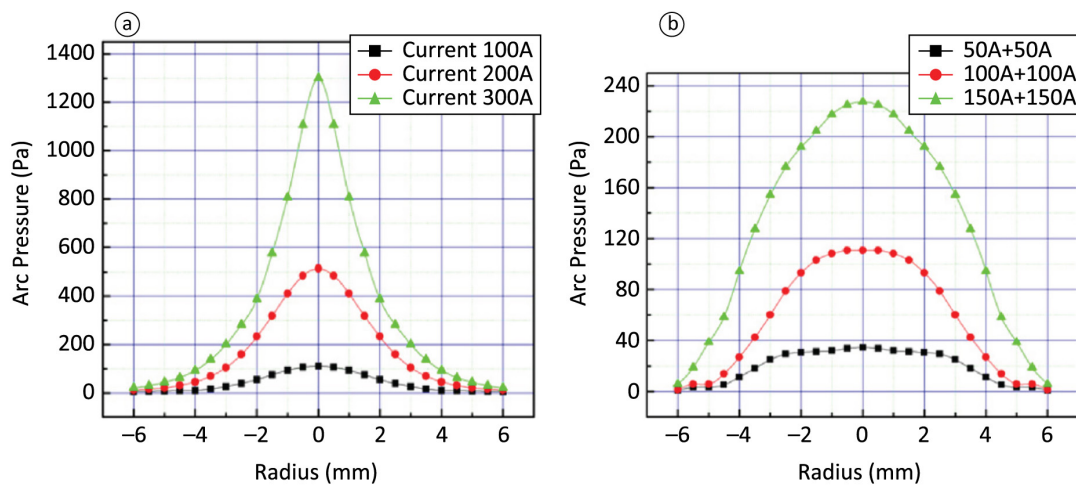 a
Current 100A
Current 200A
Current 300A
1400
1200
1000
800
600
400
200
0
Arc Pressure (Pa)
–6 –4 –2 0 2 4 6
Radius (mm)
b
50A+50A
100A+100A
150A+150A
240
200
160
120
80
40
0
Arc Pressure (Pa)
–6 –4 –2 0 2 4 6
Radius (mm)